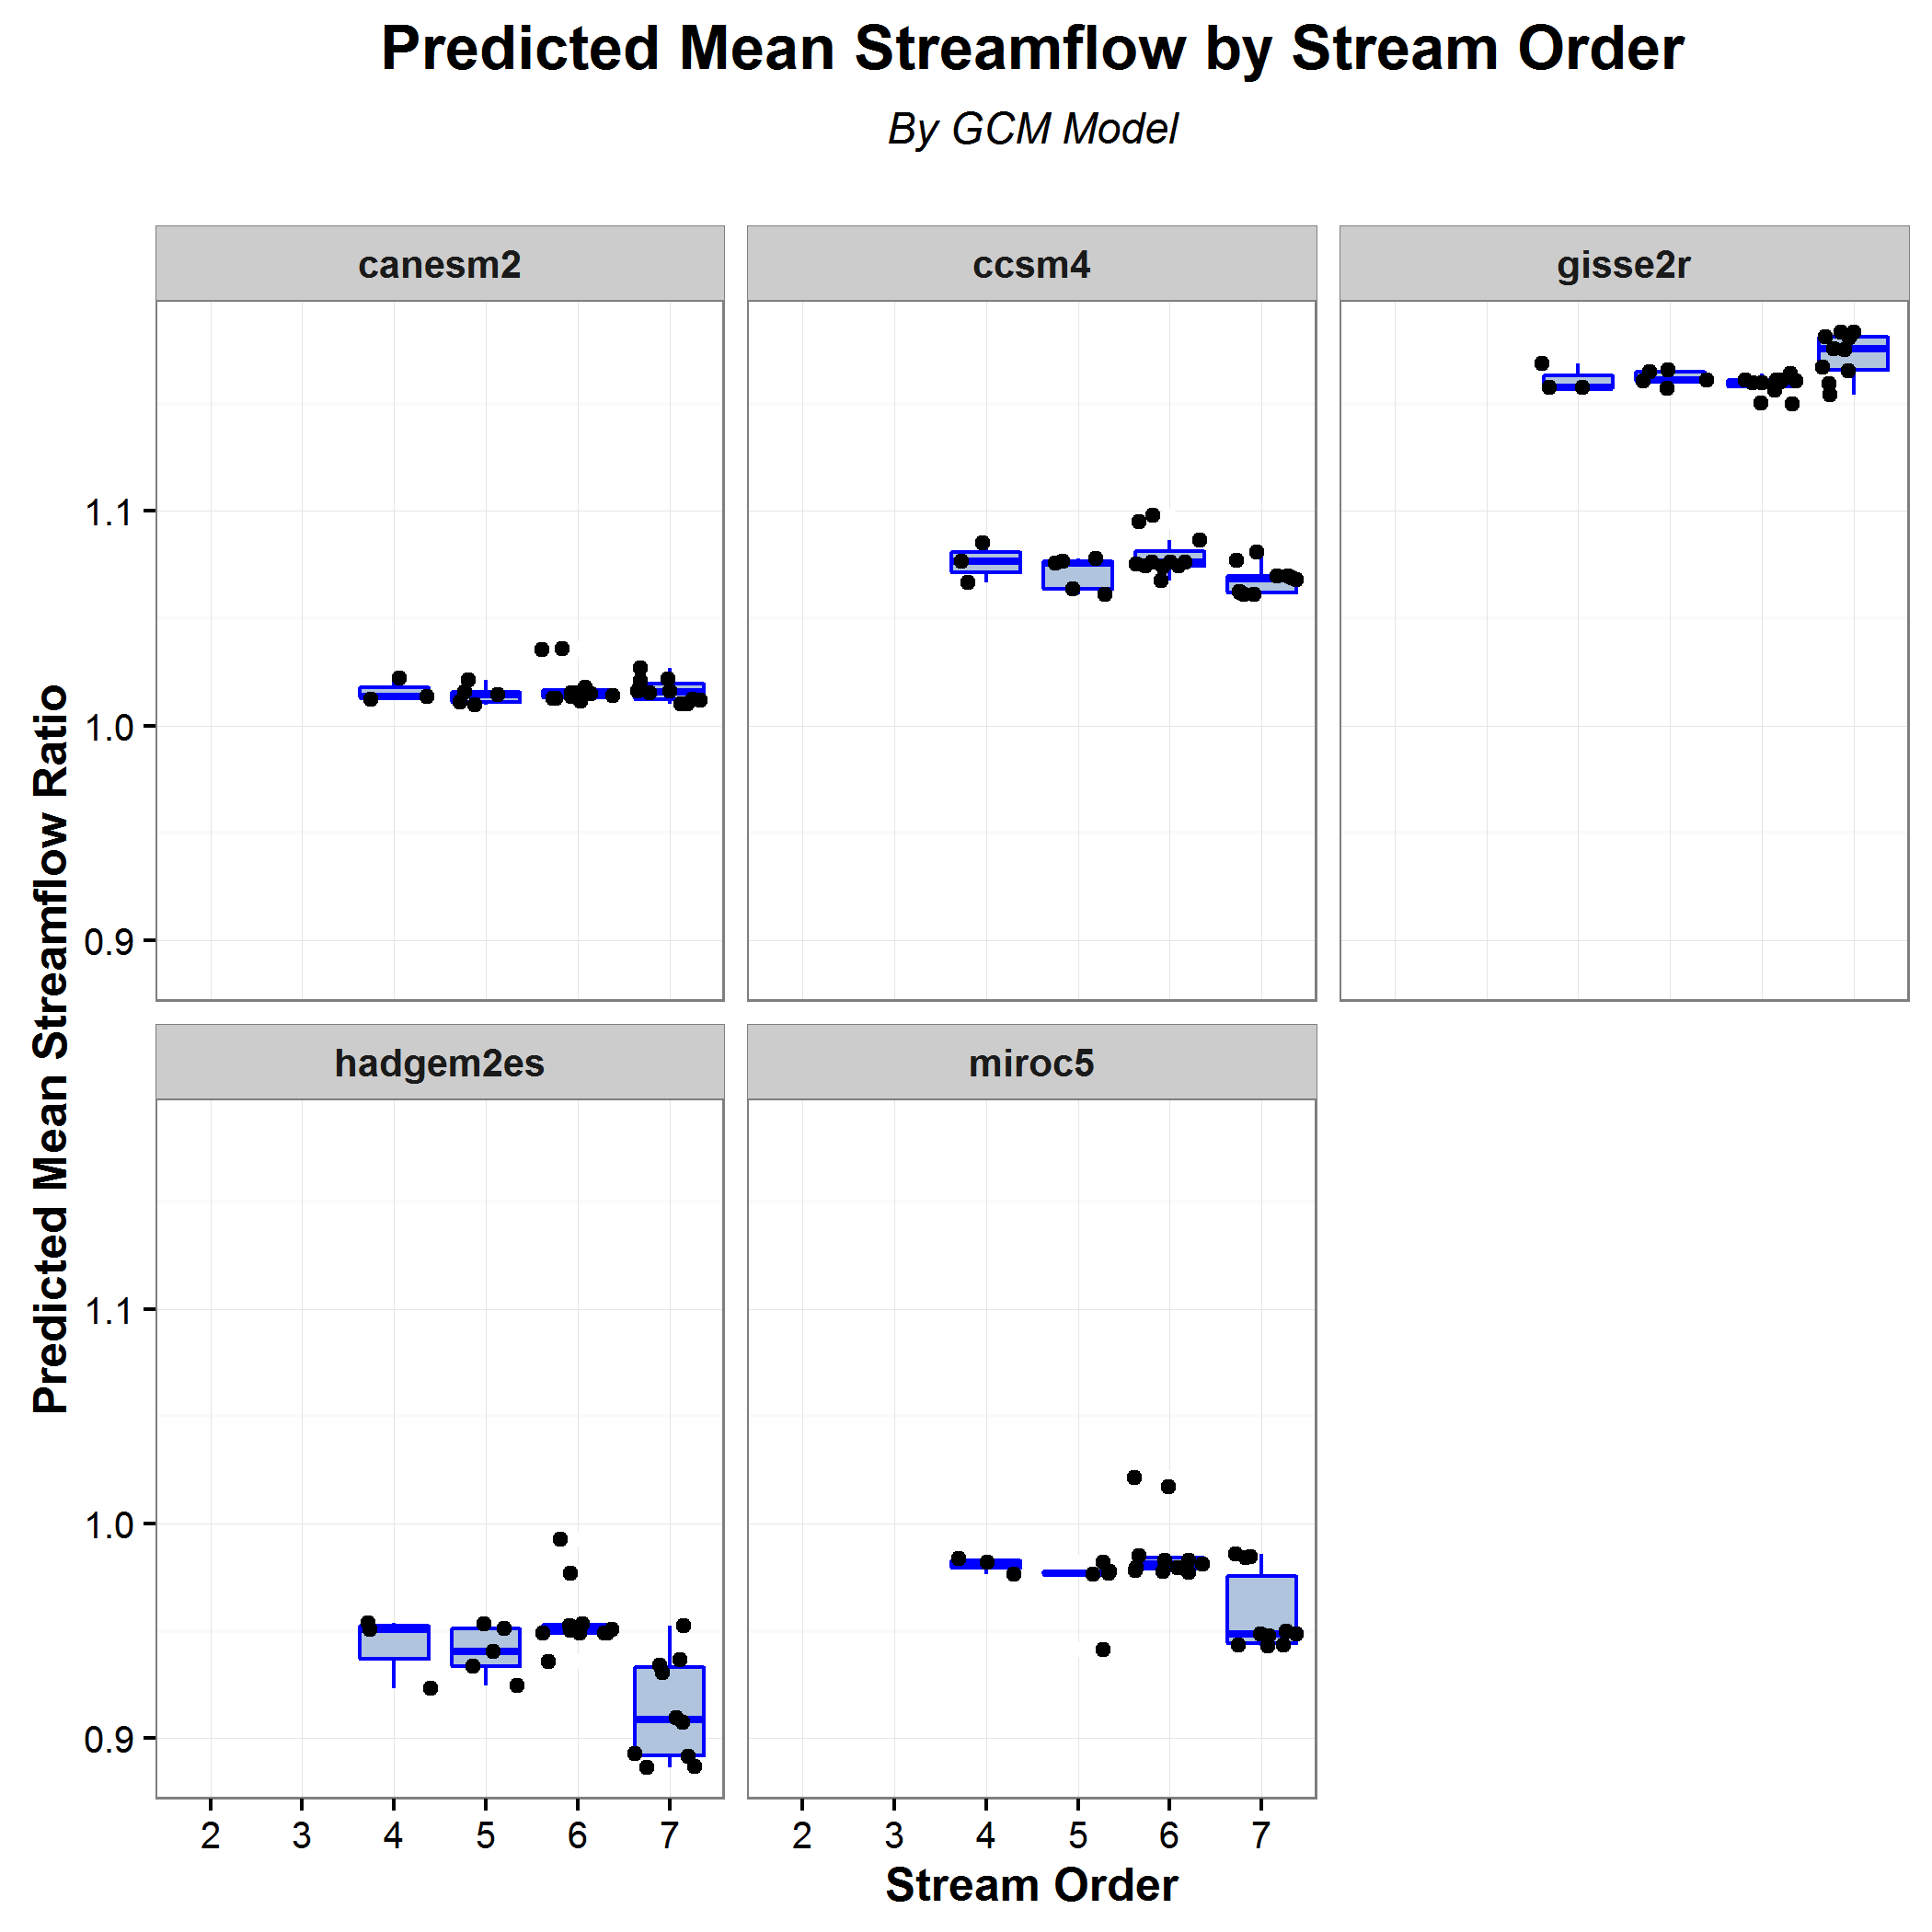 Predicted Mean Streamflow by Stream Order
By GCM Model
canesm2
ccsm4
gisse2r
1.1
1.0
0.9
hadgem2es
miroc5
1.1
1.0
0.9
2 3 4 5 6 7
2 3 4 5 6 7
Stream Order
Predicted Mean Streamflow Ratio